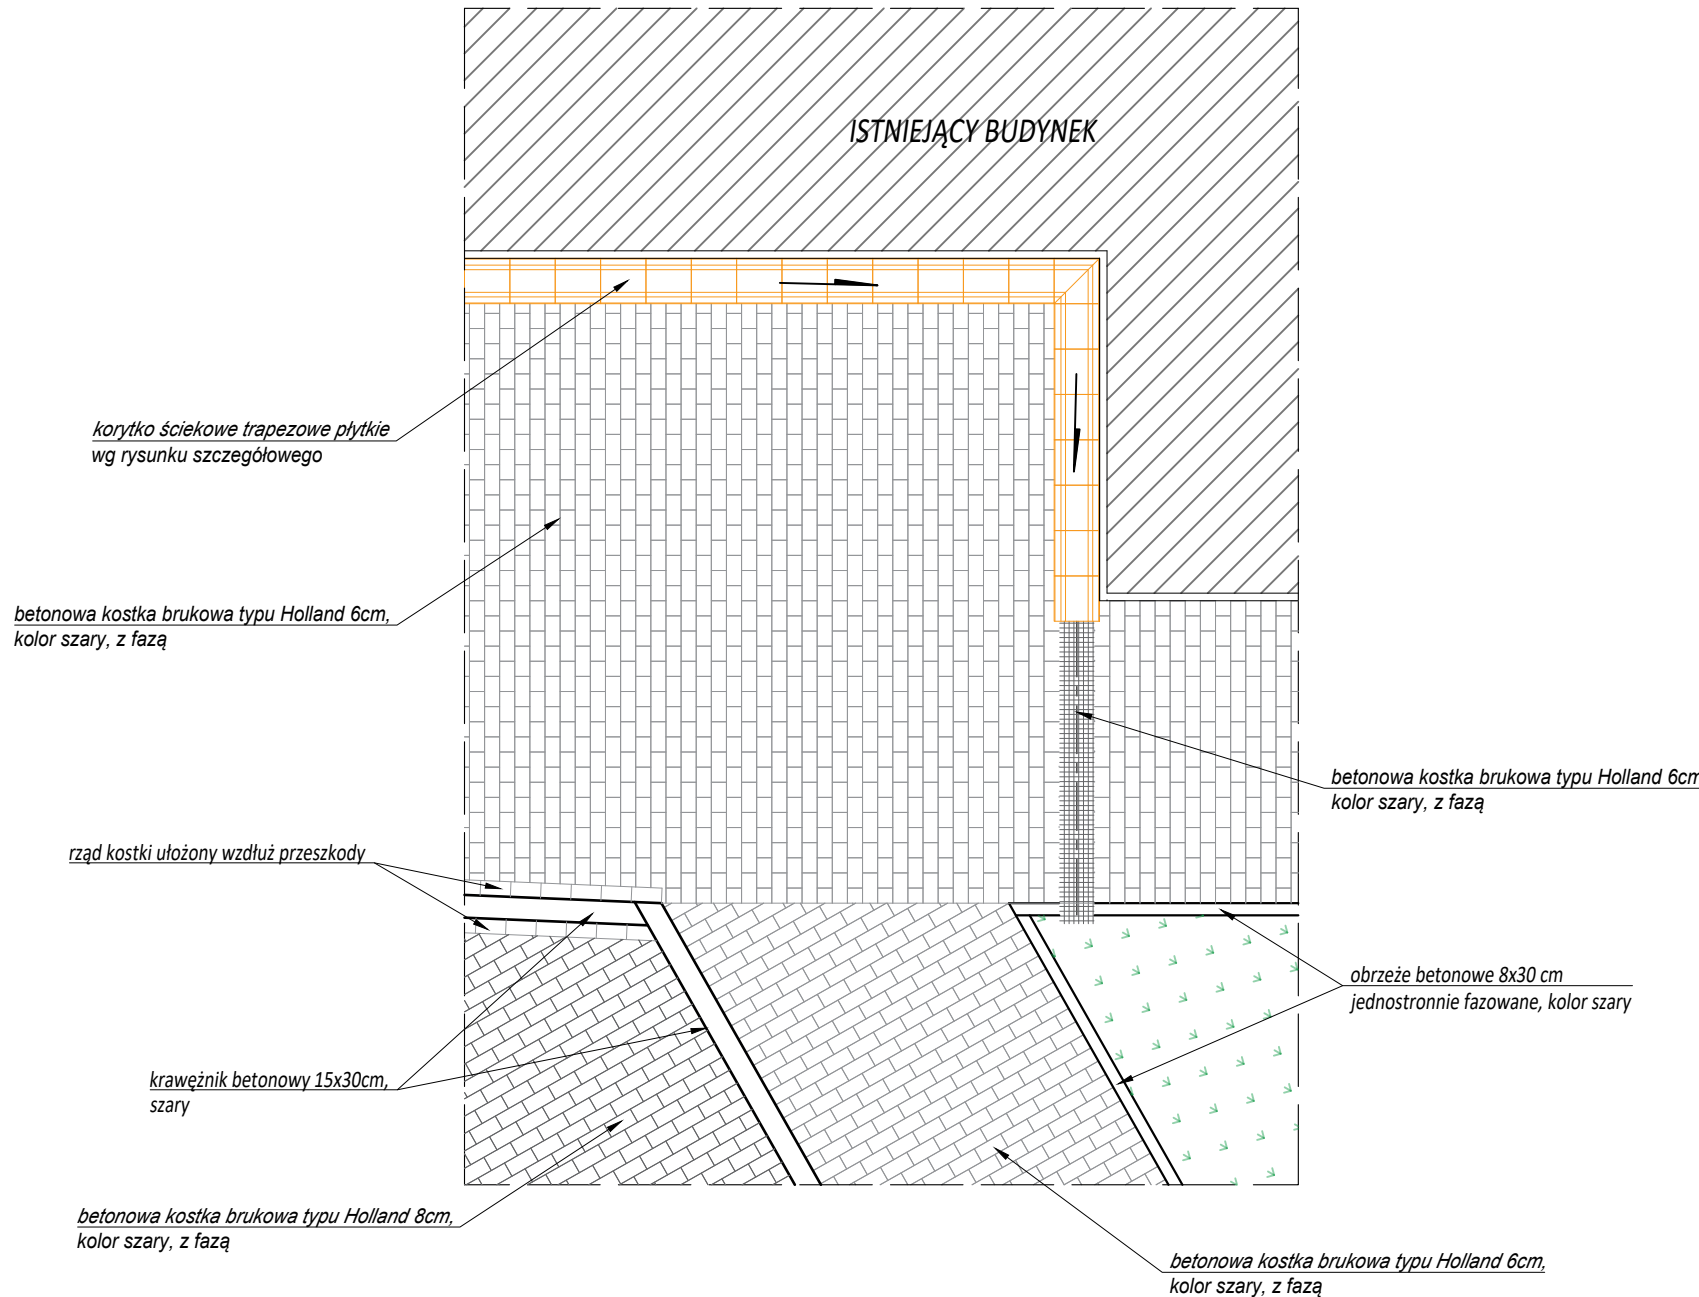 ISTNIEJĄCY BUDYNEK
korytko ściekowe trapezowe płytkie
wg rysunku szczegółowego
betonowa kostka brukowa typu Holland 6cm,
kolor szary, z fazą
betonowa kostka brukowa typu Holland 6cm
kolor szary, z fazą
rząd kostki ułożony wzdłuż przeszkody
obrzeże betonowe 8x30 cm
jednostronnie fazowane, kolor szary
krawężnik betonowy 15x30cm,
szary
betonowa kostka brukowa typu Holland 8cm,
kolor szary, z fazą
betonowa kostka brukowa typu Holland 6cm,
kolor szary, z fazą